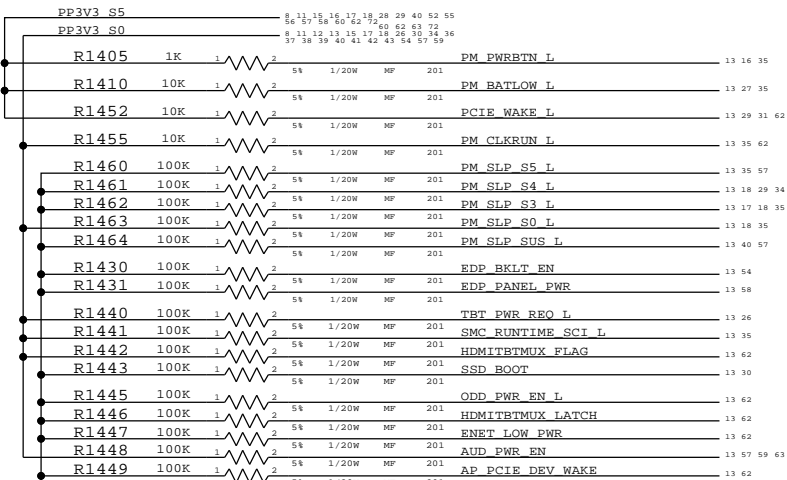 PP3V3 S5 8 11 15 16 17 18 28 29 40 52 55
56 57 58 60 62 72
PP3V3 S0 60 62 63 72
8 11 12 13 15 17 18 26 30 34 36
37 38 39 40 41 42 43 54 57 59
R1405 1K 1 2 PM_PWRBTN_L 13 16 35
5% 1/20W MF 201
R1410 10K 1 2 PM_BATLOW_L 13 27 35
5% 1/20W MF 201
R1452 10K 1 2 PCIE_WAKE_L 13 29 31 62
5% 1/20W MF 201
R1455 10K 1 2 PM_CLKRUN_L 13 35 62
5% 1/20W MF 201
R1460 100K 1 2 PM_SLP_S5_L 13 35 57
5% 1/20W MF 201
R1461 100K 1 2 PM_SLP_S4_L 13 18 29 34
5% 1/20W MF 201
R1462 100K 1 2 PM_SLP_S3_L 13 17 18 35
5% 1/20W MF 201
R1463 100K 1 2 PM_SLP_S0_L 13 18 35
5% 1/20W MF 201
R1464 100K 1 2 PM_SLP_SUS_L 13 40 57
5% 1/20W MF 201
R1430 100K 1 2 EDP_BKLT_EN 13 54
5% 1/20W MF 201
R1431 100K 1 2 EDP_PANEL_PWR 13 58
5% 1/20W MF 201
R1440 100K 1 2 TBT_PWR_REQ_L 13 26
5% 1/20W MF 201
R1441 100K 1 2 SMC_RUNTIME_SCI_L 13 35
5% 1/20W MF 201
R1442 100K 1 2 HDMITBTMUX_FLAG 13 62
5% 1/20W MF 201
R1443 100K 1 2 SSD_BOOT 13 30
5% 1/20W MF 201
R1445 100K 1 2 ODD_PWR_EN_L 13 62
5% 1/20W MF 201
R1446 100K 1 2 HDMITBTMUX_LATCH 13 62
5% 1/20W MF 201
R1447 100K 1 2 ENET_LOW_PWR 13 62
5% 1/20W MF 201
R1448 100K 1 2 AUD_PWR_EN 13 57 59 63
5% 1/20W MF 201
R1449 100K 1 2 AP_PCIE_DEV_WAKE 13 62